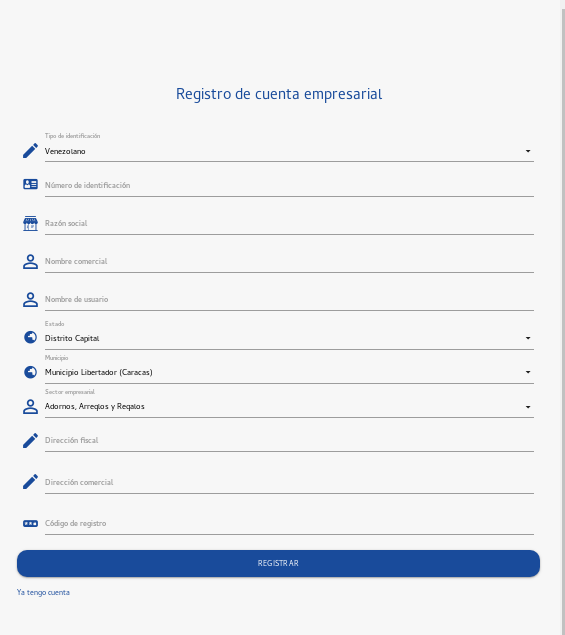 Registro de cuenta empresarial
Tipo de identificación
Venezolano
Número de identificación
Razón social
Nombre comercial
Nombre de usuario
Estado
Distrito Capital
Municipio
Municipio Libertador (Caracas)
Sector empresarial
Adornos, Arreglos y Regalos
Dirección fiscal
Dirección comercial
Código de registro
REGISTRAR
Ya tengo cuenta